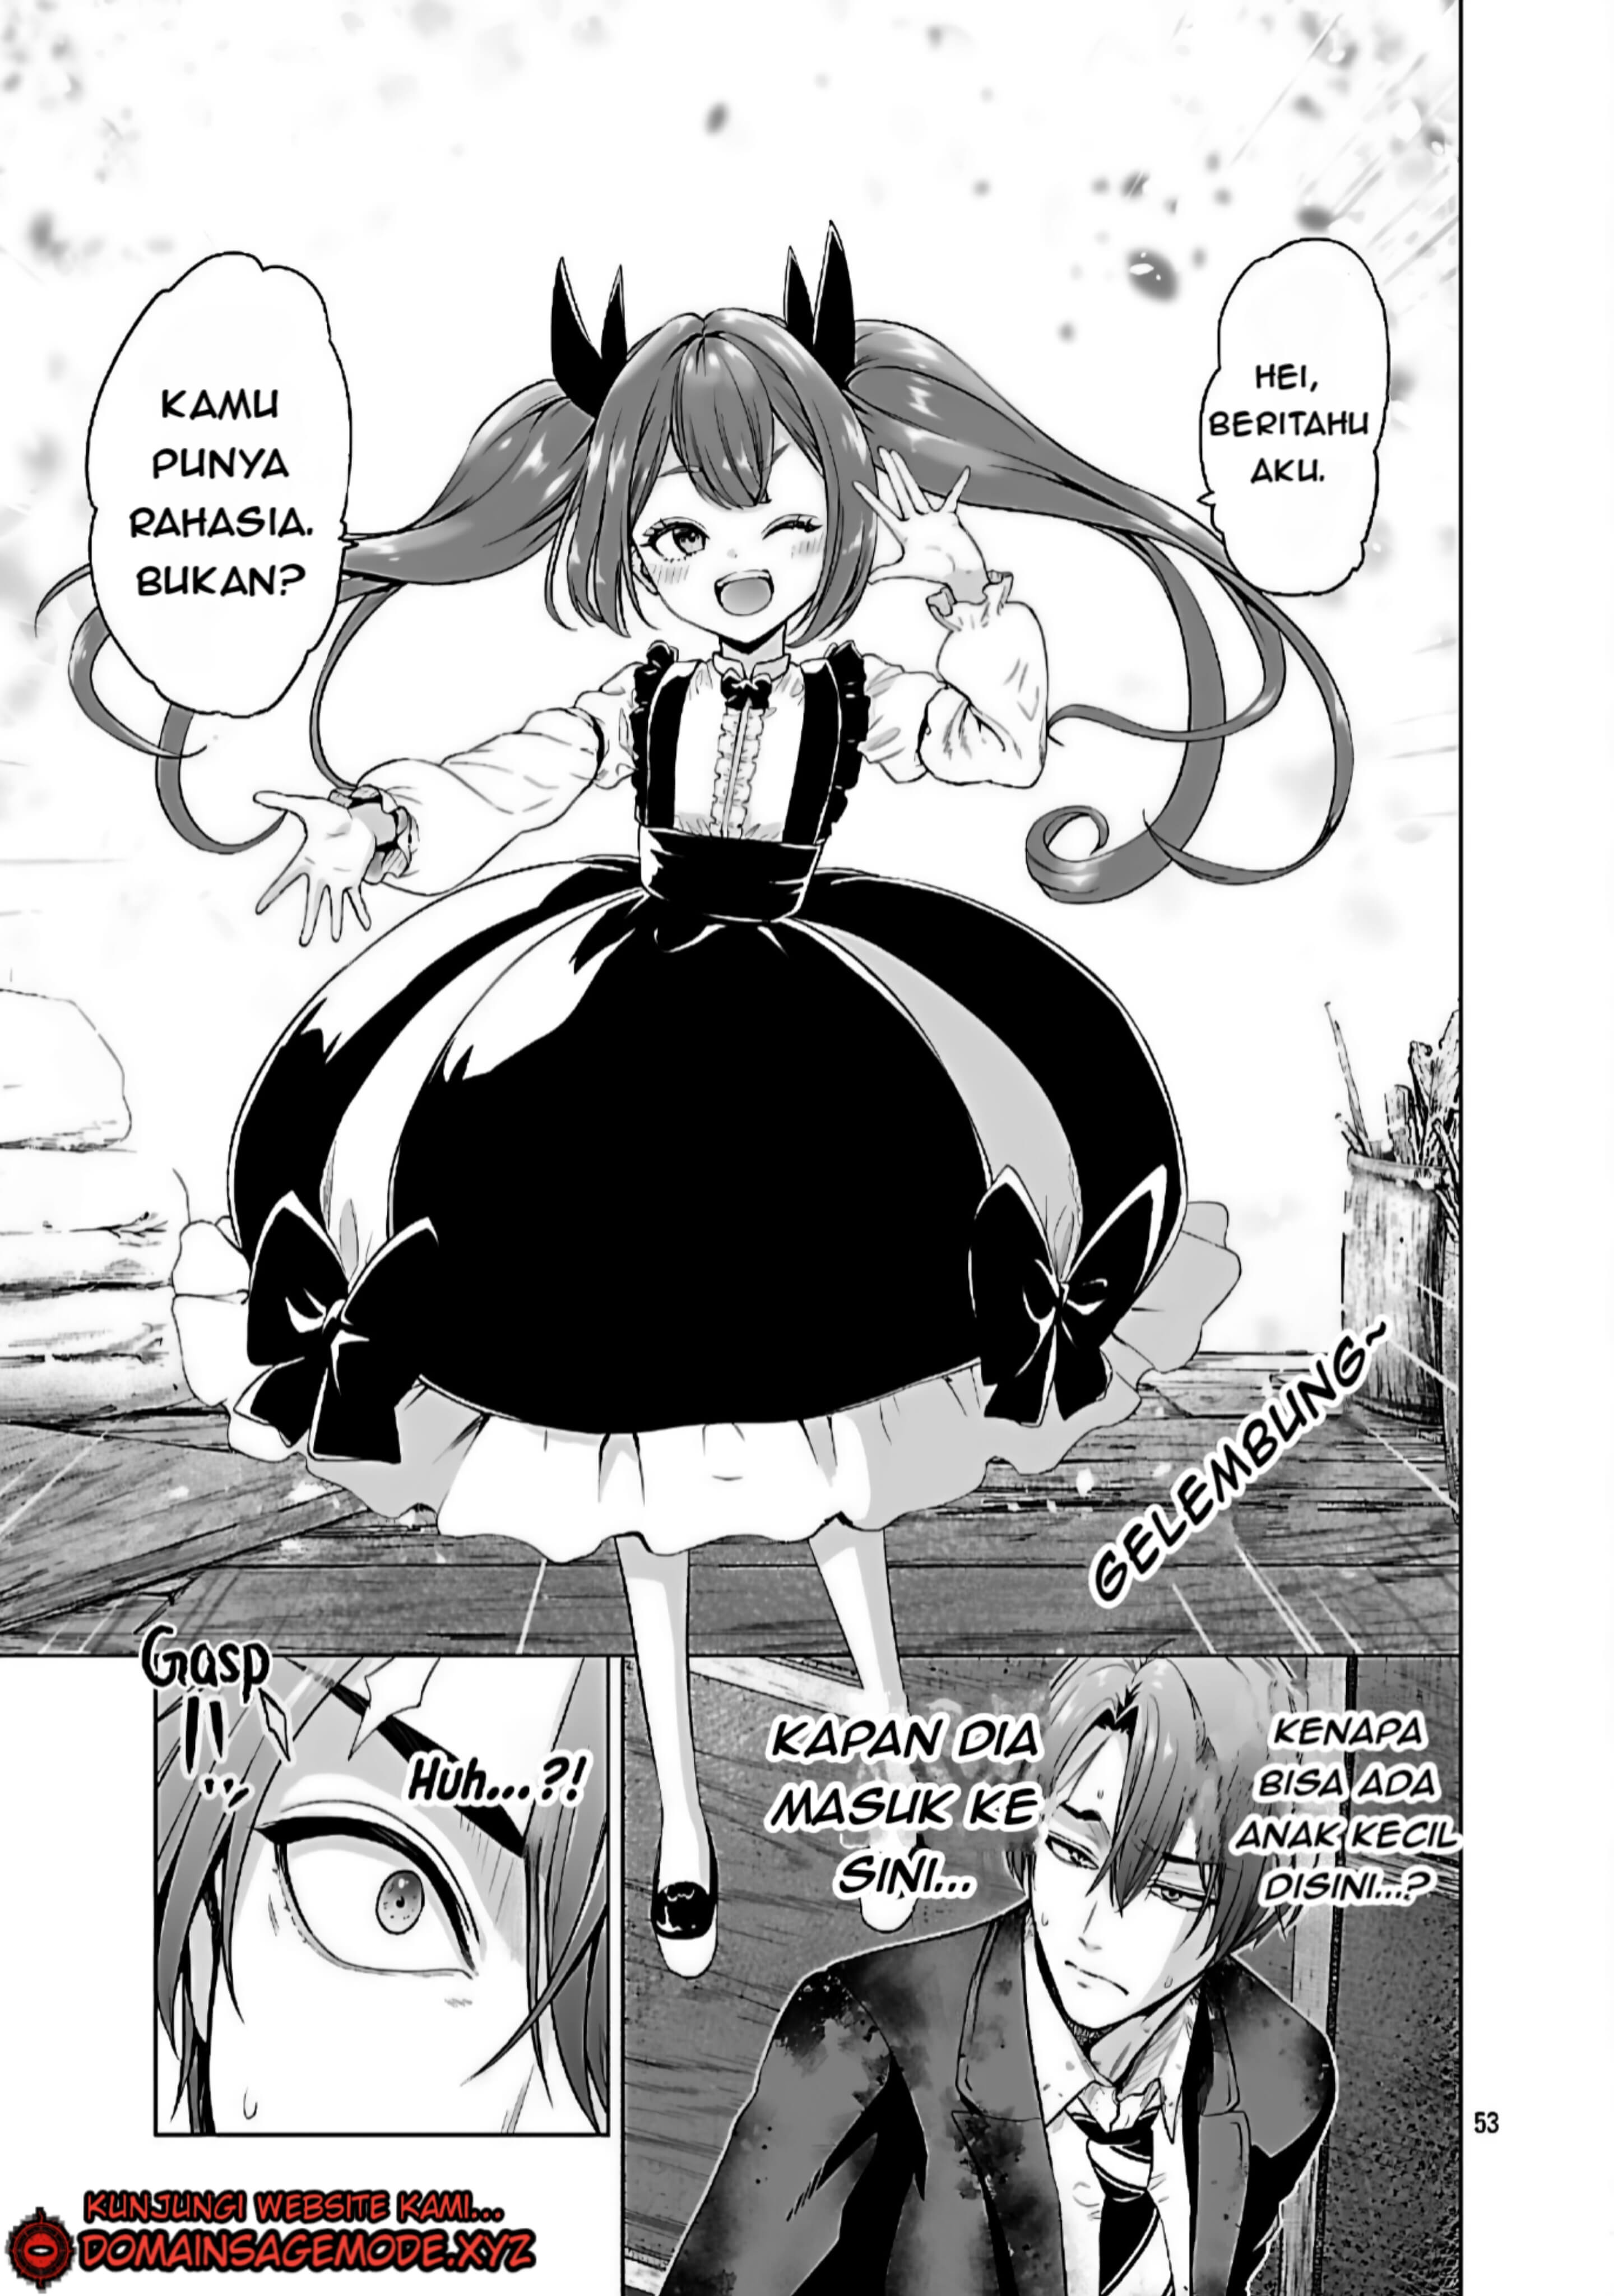 HEI,
BERITAHU
AKU.
KAMU
PUNYA
RAHASIA.
BUKAN?
GELEMBUNG~
KENAPA
BISA ADA
ANAK KECIL
DISINI...?
KAPAN DIA
MASUK KE
SINI...
Gasp
Huh...?!
53
KUNJUNGI WEBSITE KAMI...
DOMAINSAGEMODE.XYZ